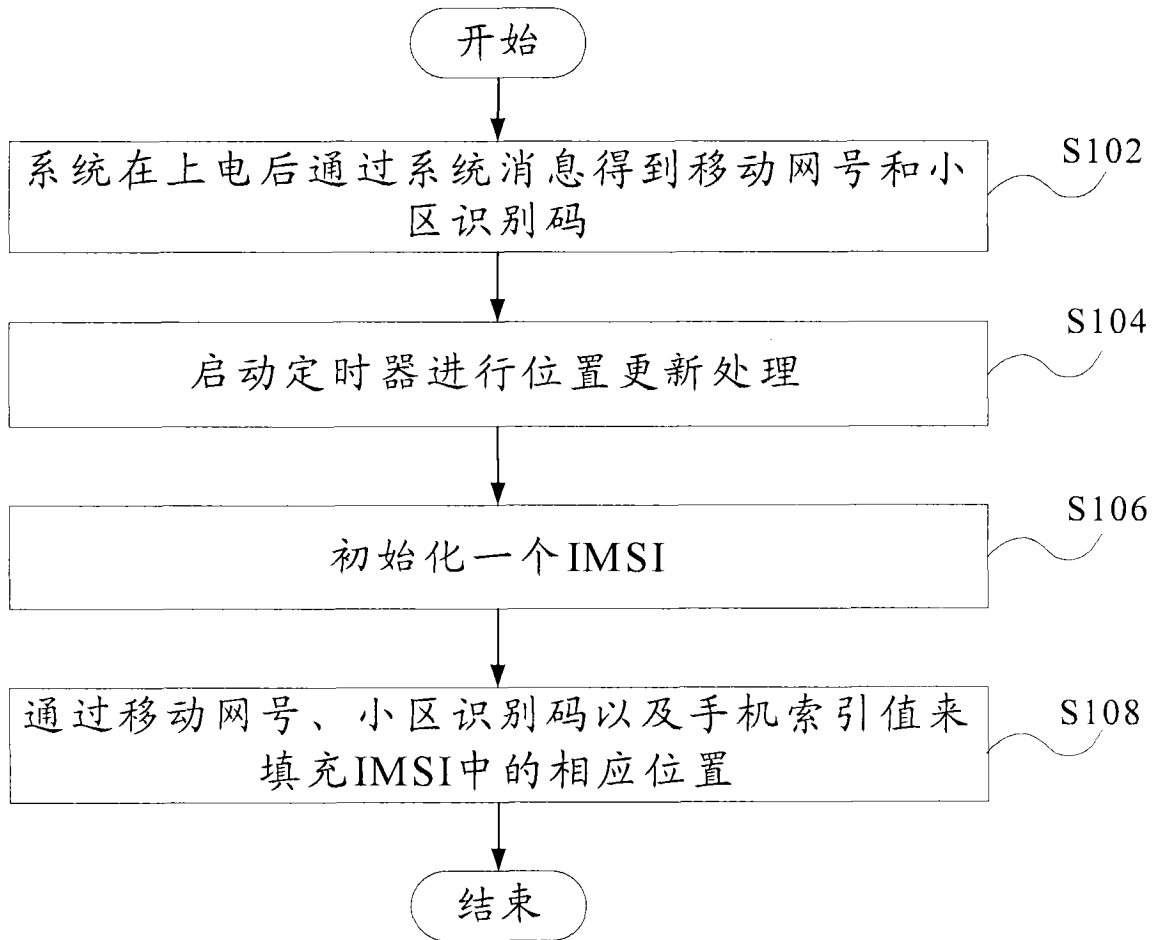 开始
系统在上电后通过系统消息得到移动网号和小
区识别码
S102
启动定时器进行位置更新处理
S104
初始化一个IMSI
S106
通过移动网号、小区识别码以及手机索引值来
填充IMSI中的相应位置
S108
结束